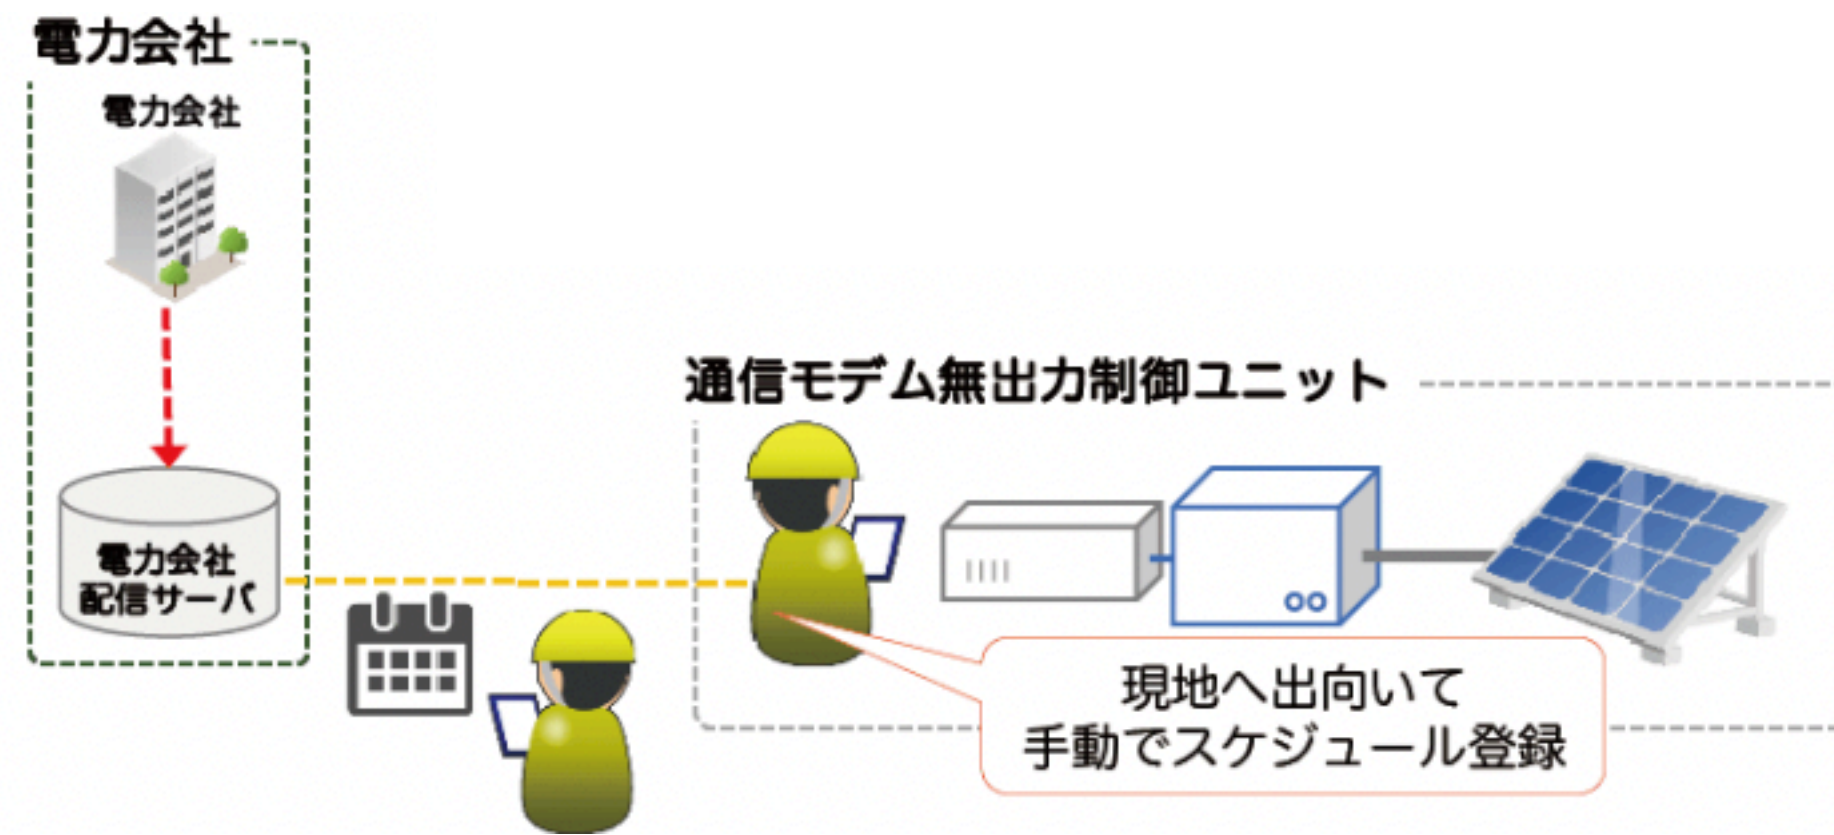 電力会社
電力会社
電力会社
配信サーバ
通信モデム無出力制御ユニット
現地へ出向いて
手動でスケジュール登録